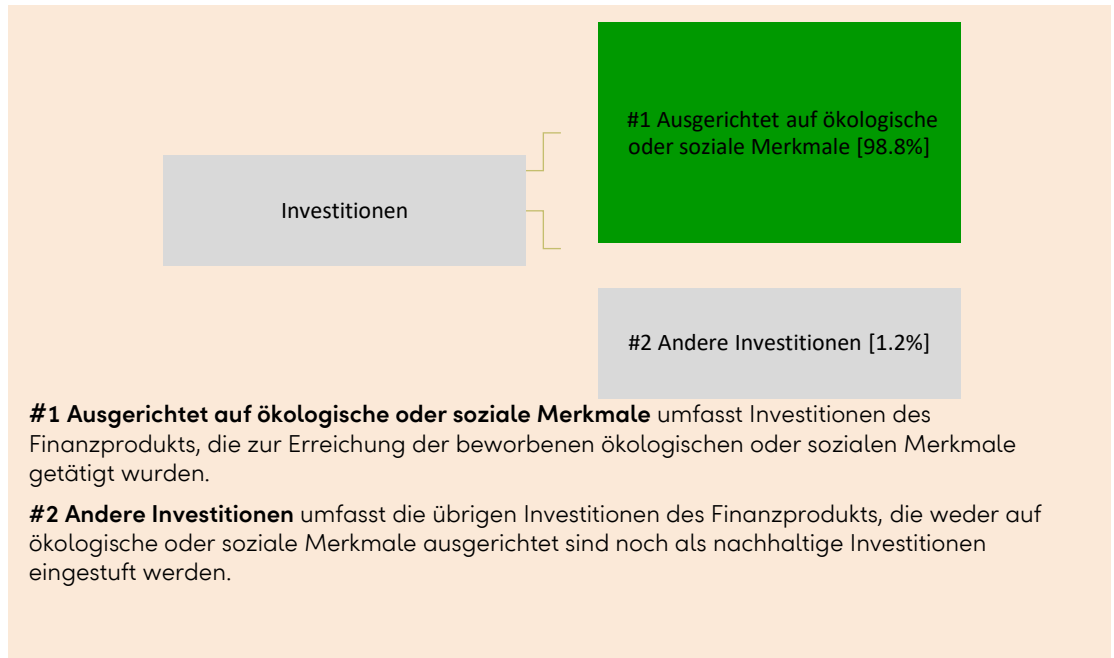 #1 Ausgerichtet auf ökologische
oder soziale Merkmale [98.8%]
Investitionen
#2 Andere Investitionen [1.2%]
#1 Ausgerichtet auf ökologische oder soziale Merkmale umfasst Investitionen des
Finanzprodukts, die zur Erreichung der beworbenen ökologischen oder sozialen Merkmale
getätigt wurden.
#2 Andere Investitionen umfasst die übrigen Investitionen des Finanzprodukts, die weder auf
ökologische oder soziale Merkmale ausgerichtet sind noch als nachhaltige Investitionen
eingestuft werden.